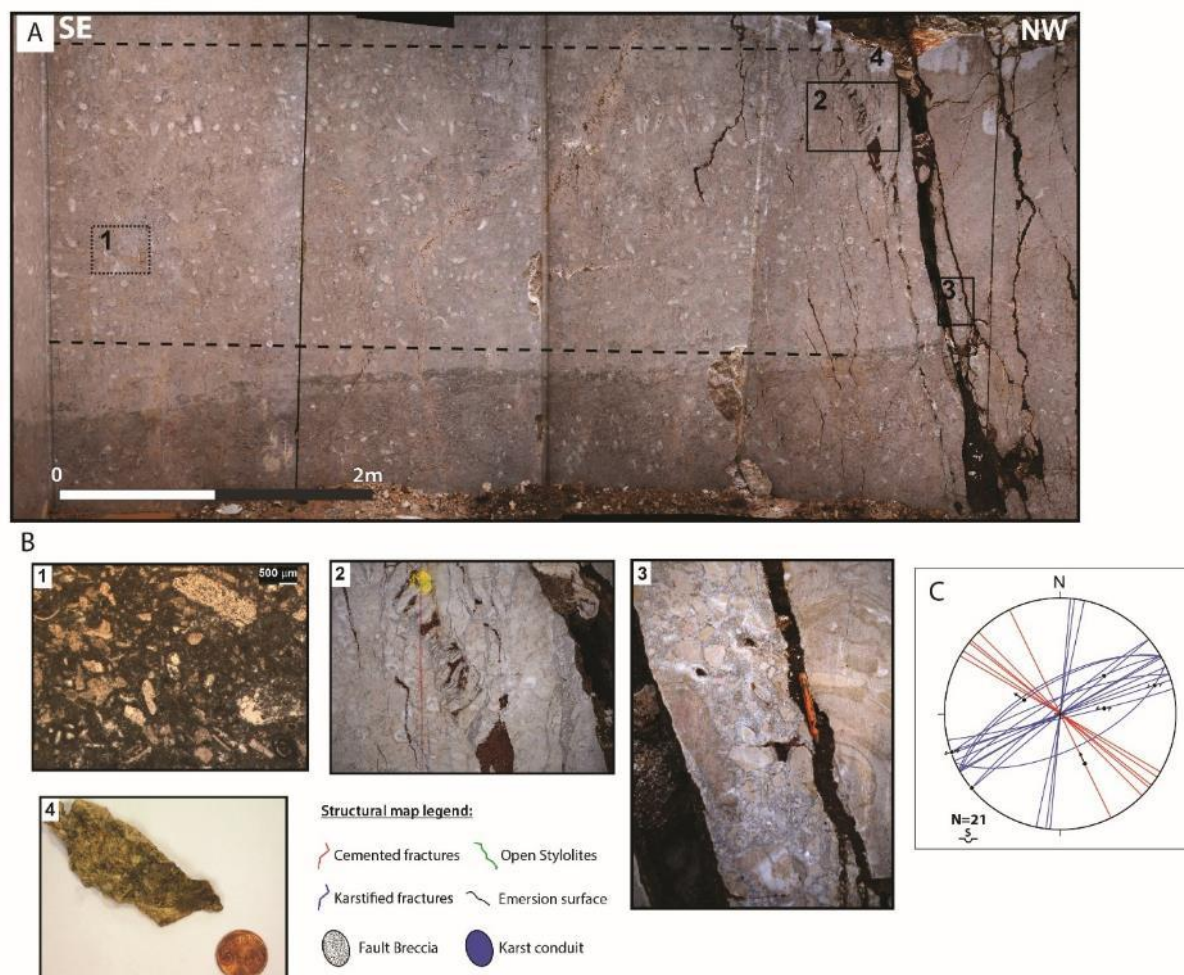 A
SE
NW
4
2
1
3
0
2m
B
1
500 μm
2
3
C
N
N=21
S
4
Structural map legend:
Cemented fractures
Open Stylolites
Karstified fractures
Emersion surface
Fault Breccia
Karst conduit